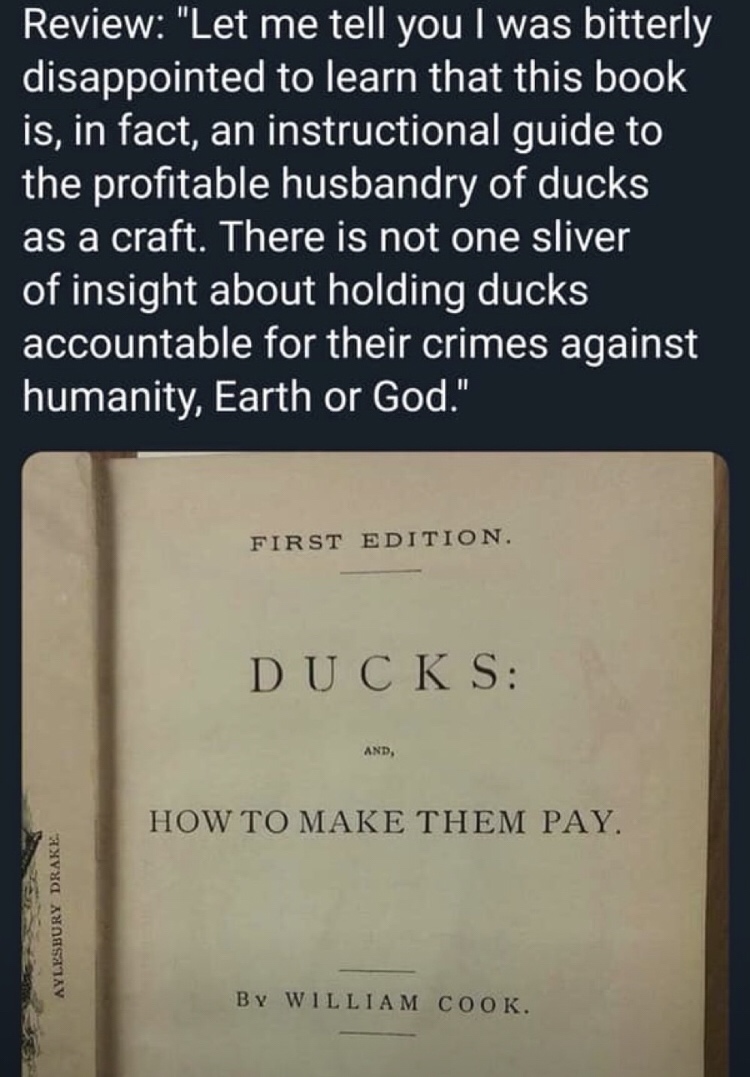 Review: "Let me tell you I was bitterly
disappointed to learn that this book
is, in fact, an instructional guide to
the profitable husbandry of ducks
as a craft. There is not one sliver
of insight about holding ducks
accountable for their crimes against
humanity, Earth or God."
FIRST EDITION.
DUCKS:
AND,
HOW TO MAKE THEM PAY.
BY WILLIAM COOK.
AYLESBURY DRAKE.